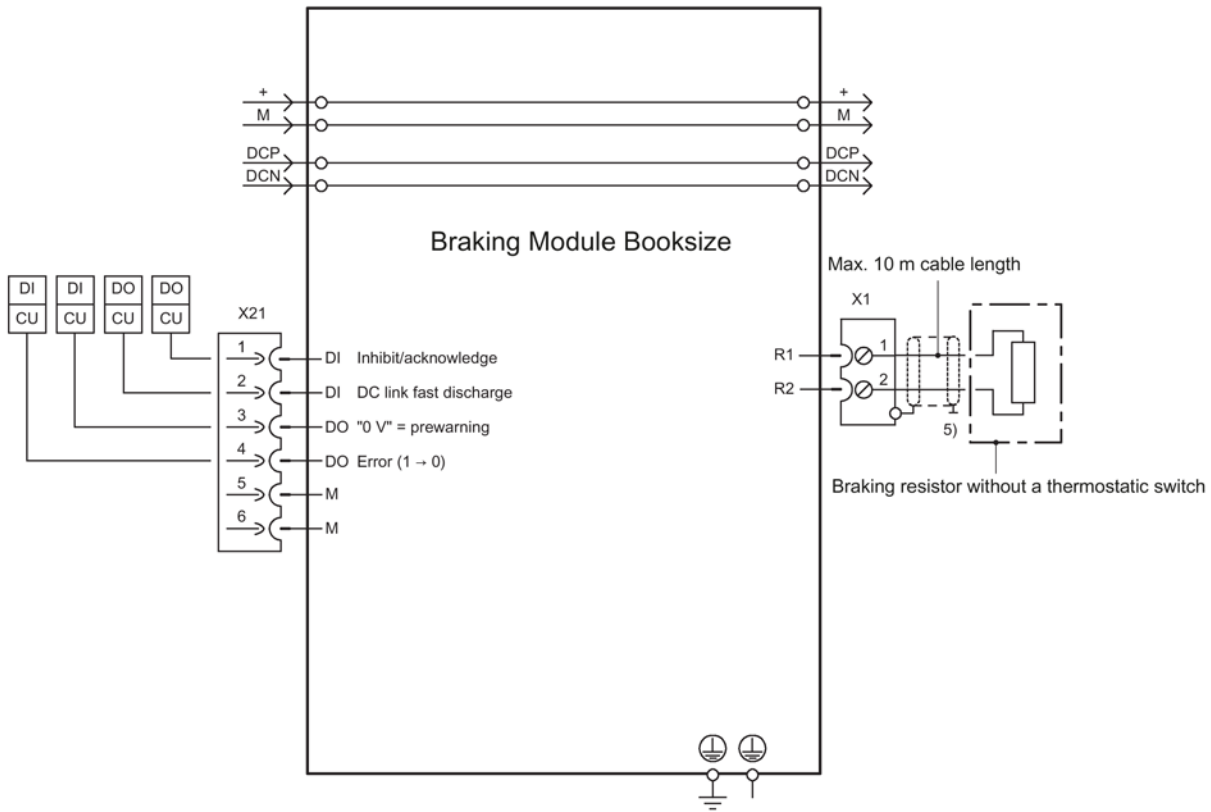 + +
M M
DCP DCP
DCN DCN
Braking Module Booksize
Max. 10 m cable length
DI DI DO DO
CU CU CU CU
X21
X1
1 DI Inhibit/acknowledge
2 DI DC link fast discharge
3 DO "0 V" = prewarning
4 DO Error (1 → 0)
5 M
6 M
R1 1
R2 2
5)
Braking resistor without a thermostatic switch